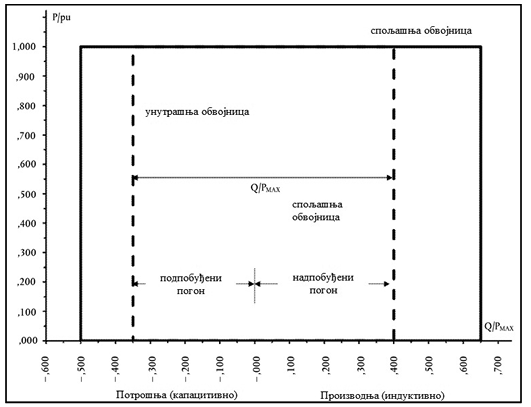 P/pu
спољашња обвојница
1,000
,900
,800
,700
,600
,500
,400
,300
,200
,100
,000
унутрашња обвојница
Q/PMAX
спољашња
обвојница
подпобуђени
погон
надпобуђени
погон
Q/PMAX
–,600
–,500
–,400
–,300
–,200
–,100
–,000
,100
,200
,300
,400
,500
,600
,700
Потрошња (капацитивно)
Производња (индуктивно)